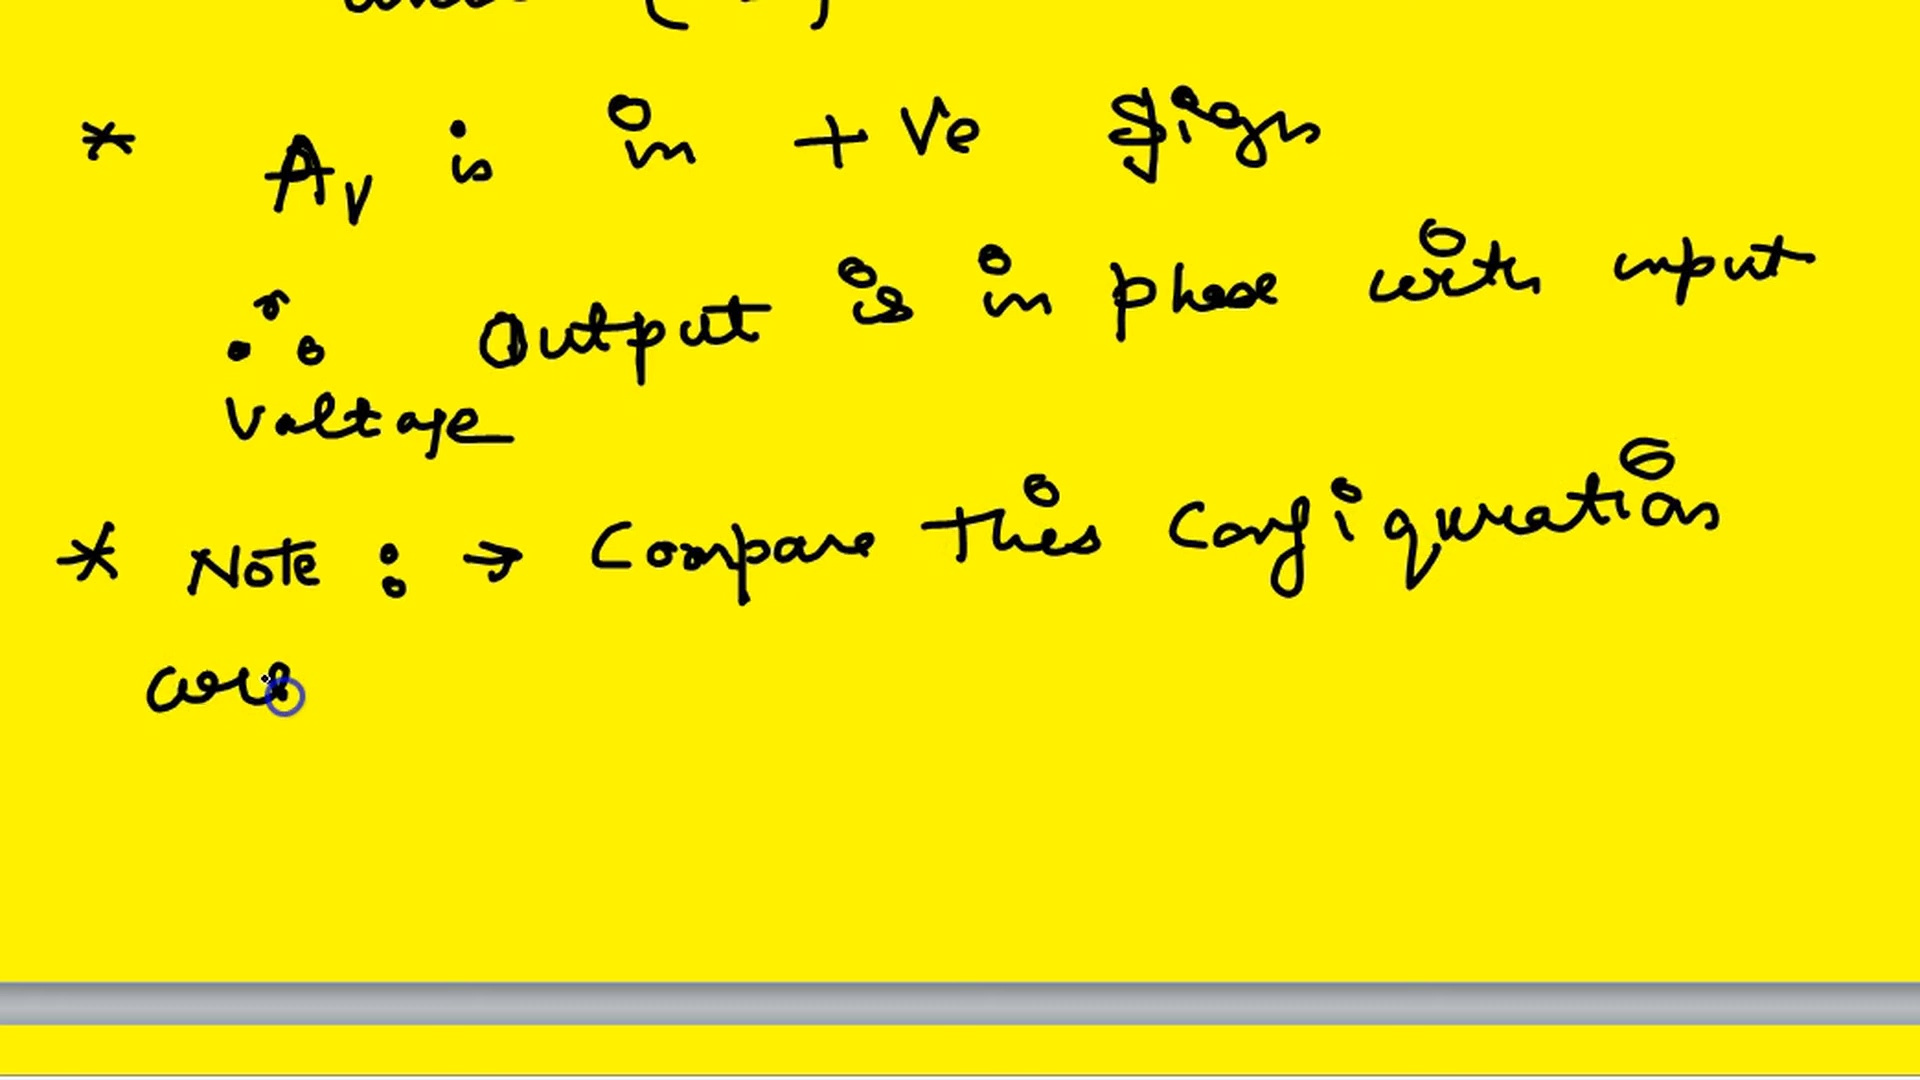 * Av is in +Ve sign
∴ Output is in phase with input
voltage
* Note : → Compare this Configuration